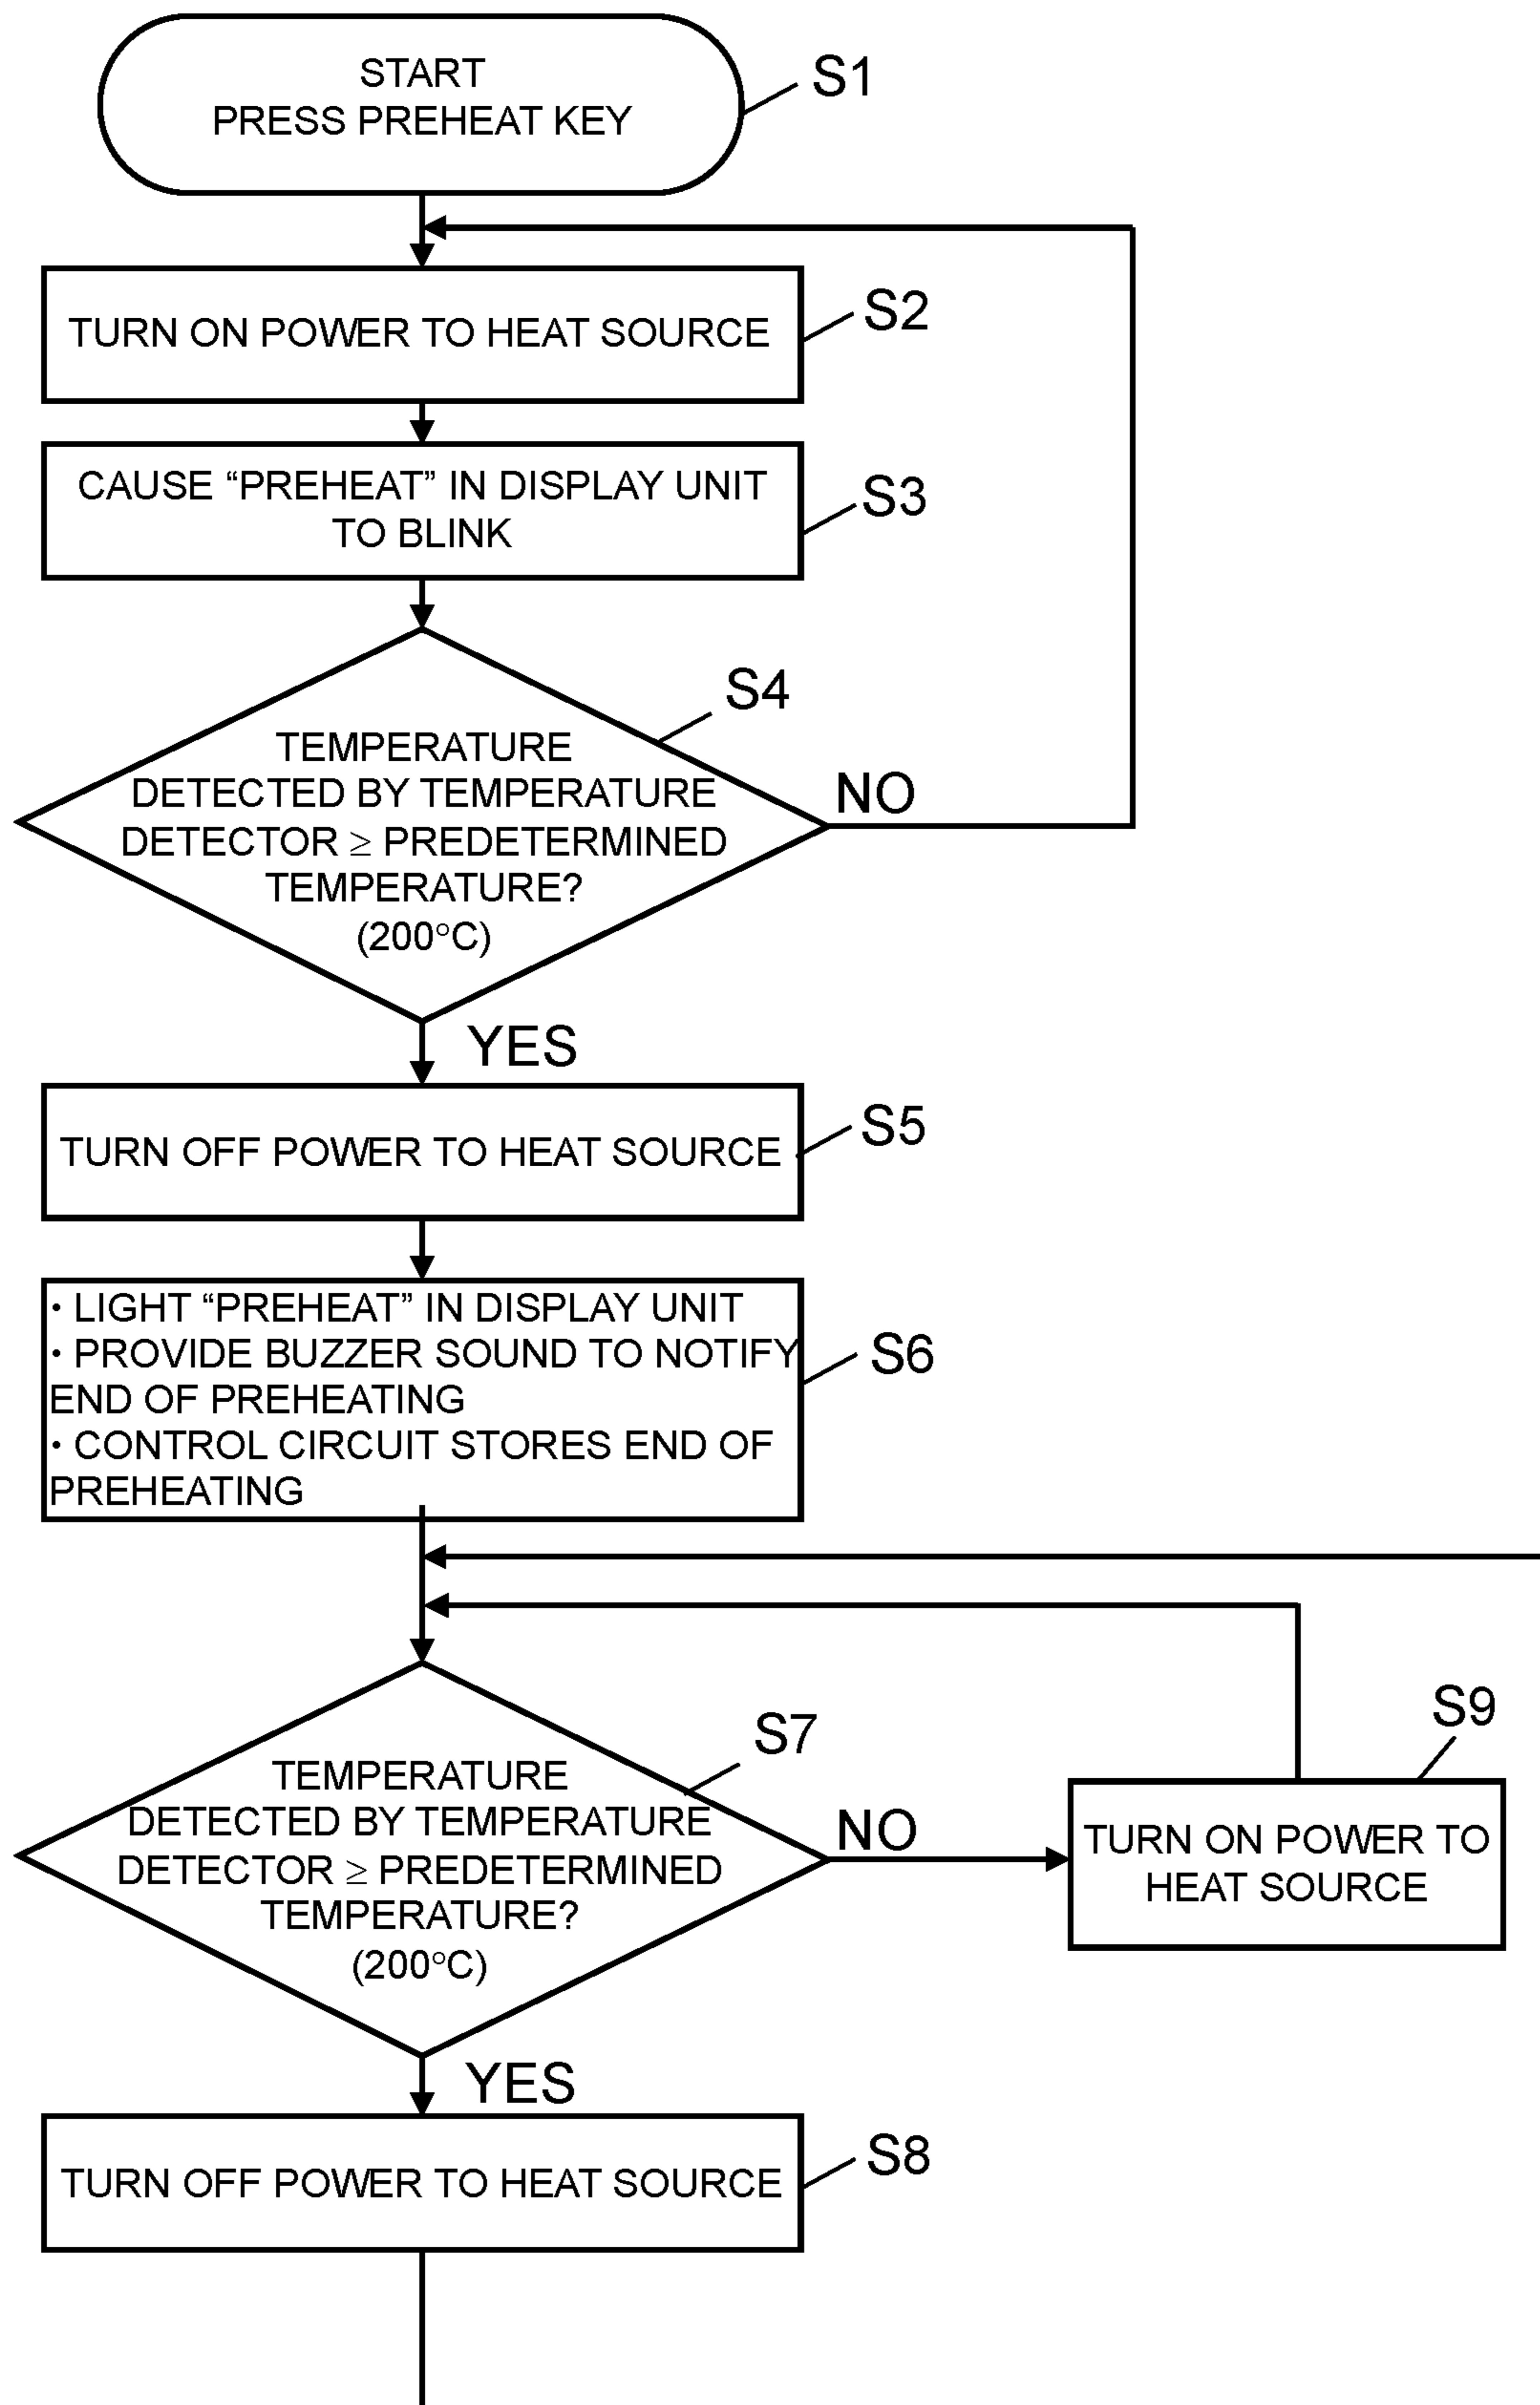 START
PRESS PREHEAT KEY
S1
TURN ON POWER TO HEAT SOURCE
S2
CAUSE “PREHEAT” IN DISPLAY UNIT
TO BLINK
S3
S4
TEMPERATURE
DETECTED BY TEMPERATURE
DETECTOR ≥ PREDETERMINED
TEMPERATURE?
(200°C)
NO
YES
TURN OFF POWER TO HEAT SOURCE
S5
• LIGHT “PREHEAT” IN DISPLAY UNIT
• PROVIDE BUZZER SOUND TO NOTIFY
END OF PREHEATING
• CONTROL CIRCUIT STORES END OF
PREHEATING
S6
S7
TEMPERATURE
DETECTED BY TEMPERATURE
DETECTOR ≥ PREDETERMINED
TEMPERATURE?
(200°C)
NO
S9
TURN ON POWER TO
HEAT SOURCE
YES
TURN OFF POWER TO HEAT SOURCE
S8